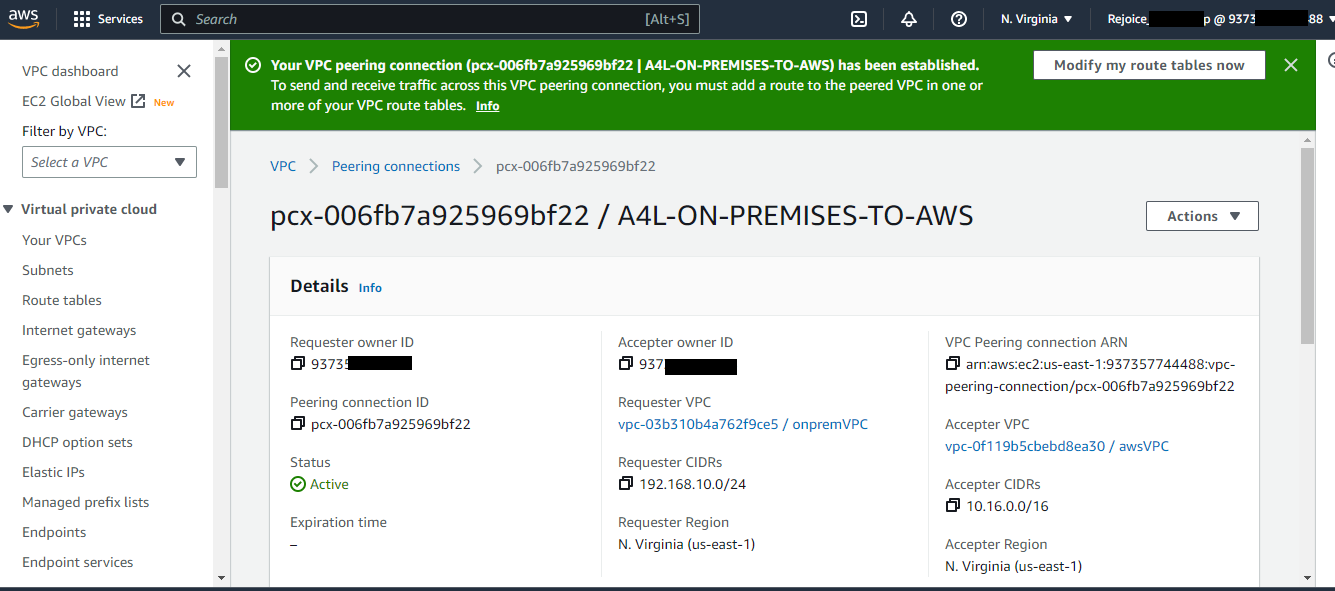 aws
Services
Search
[Alt+S]
N. Virginia
Rejoice_ p @ 9373 88
VPC dashboard
EC2 Global View New
Filter by VPC:
Select a VPC
Virtual private cloud
Your VPCs
Subnets
Route tables
Internet gateways
Egress-only internet
gateways
Carrier gateways
DHCP option sets
Elastic IPs
Managed prefix lists
Endpoints
Endpoint services
Your VPC peering connection (pcx-006fb7a925969bf22 | A4L-ON-PREMISES-TO-AWS) has been established.
To send and receive traffic across this VPC peering connection, you must add a route to the peered VPC in one or
more of your VPC route tables. Info
Modify my route tables now
VPC
Peering connections
pcx-006fb7a925969bf22
pcx-006fb7a925969bf22 / A4L-ON-PREMISES-TO-AWS
Actions
Details Info
Requester owner ID
9373
Peering connection ID
pcx-006fb7a925969bf22
Status
Active
Expiration time
–
Accepter owner ID
937
Requester VPC
vpc-03b310b4a762f9ce5 / onpremVPC
Requester CIDRs
192.168.10.0/24
Requester Region
N. Virginia (us-east-1)
VPC Peering connection ARN
arn:aws:ec2:us-east-1:937357744488:vpc-
peering-connection/pcx-006fb7a925969bf22
Accepter VPC
vpc-0f119b5cbebd8ea30 / awsVPC
Accepter CIDRs
10.16.0.0/16
Accepter Region
N. Virginia (us-east-1)